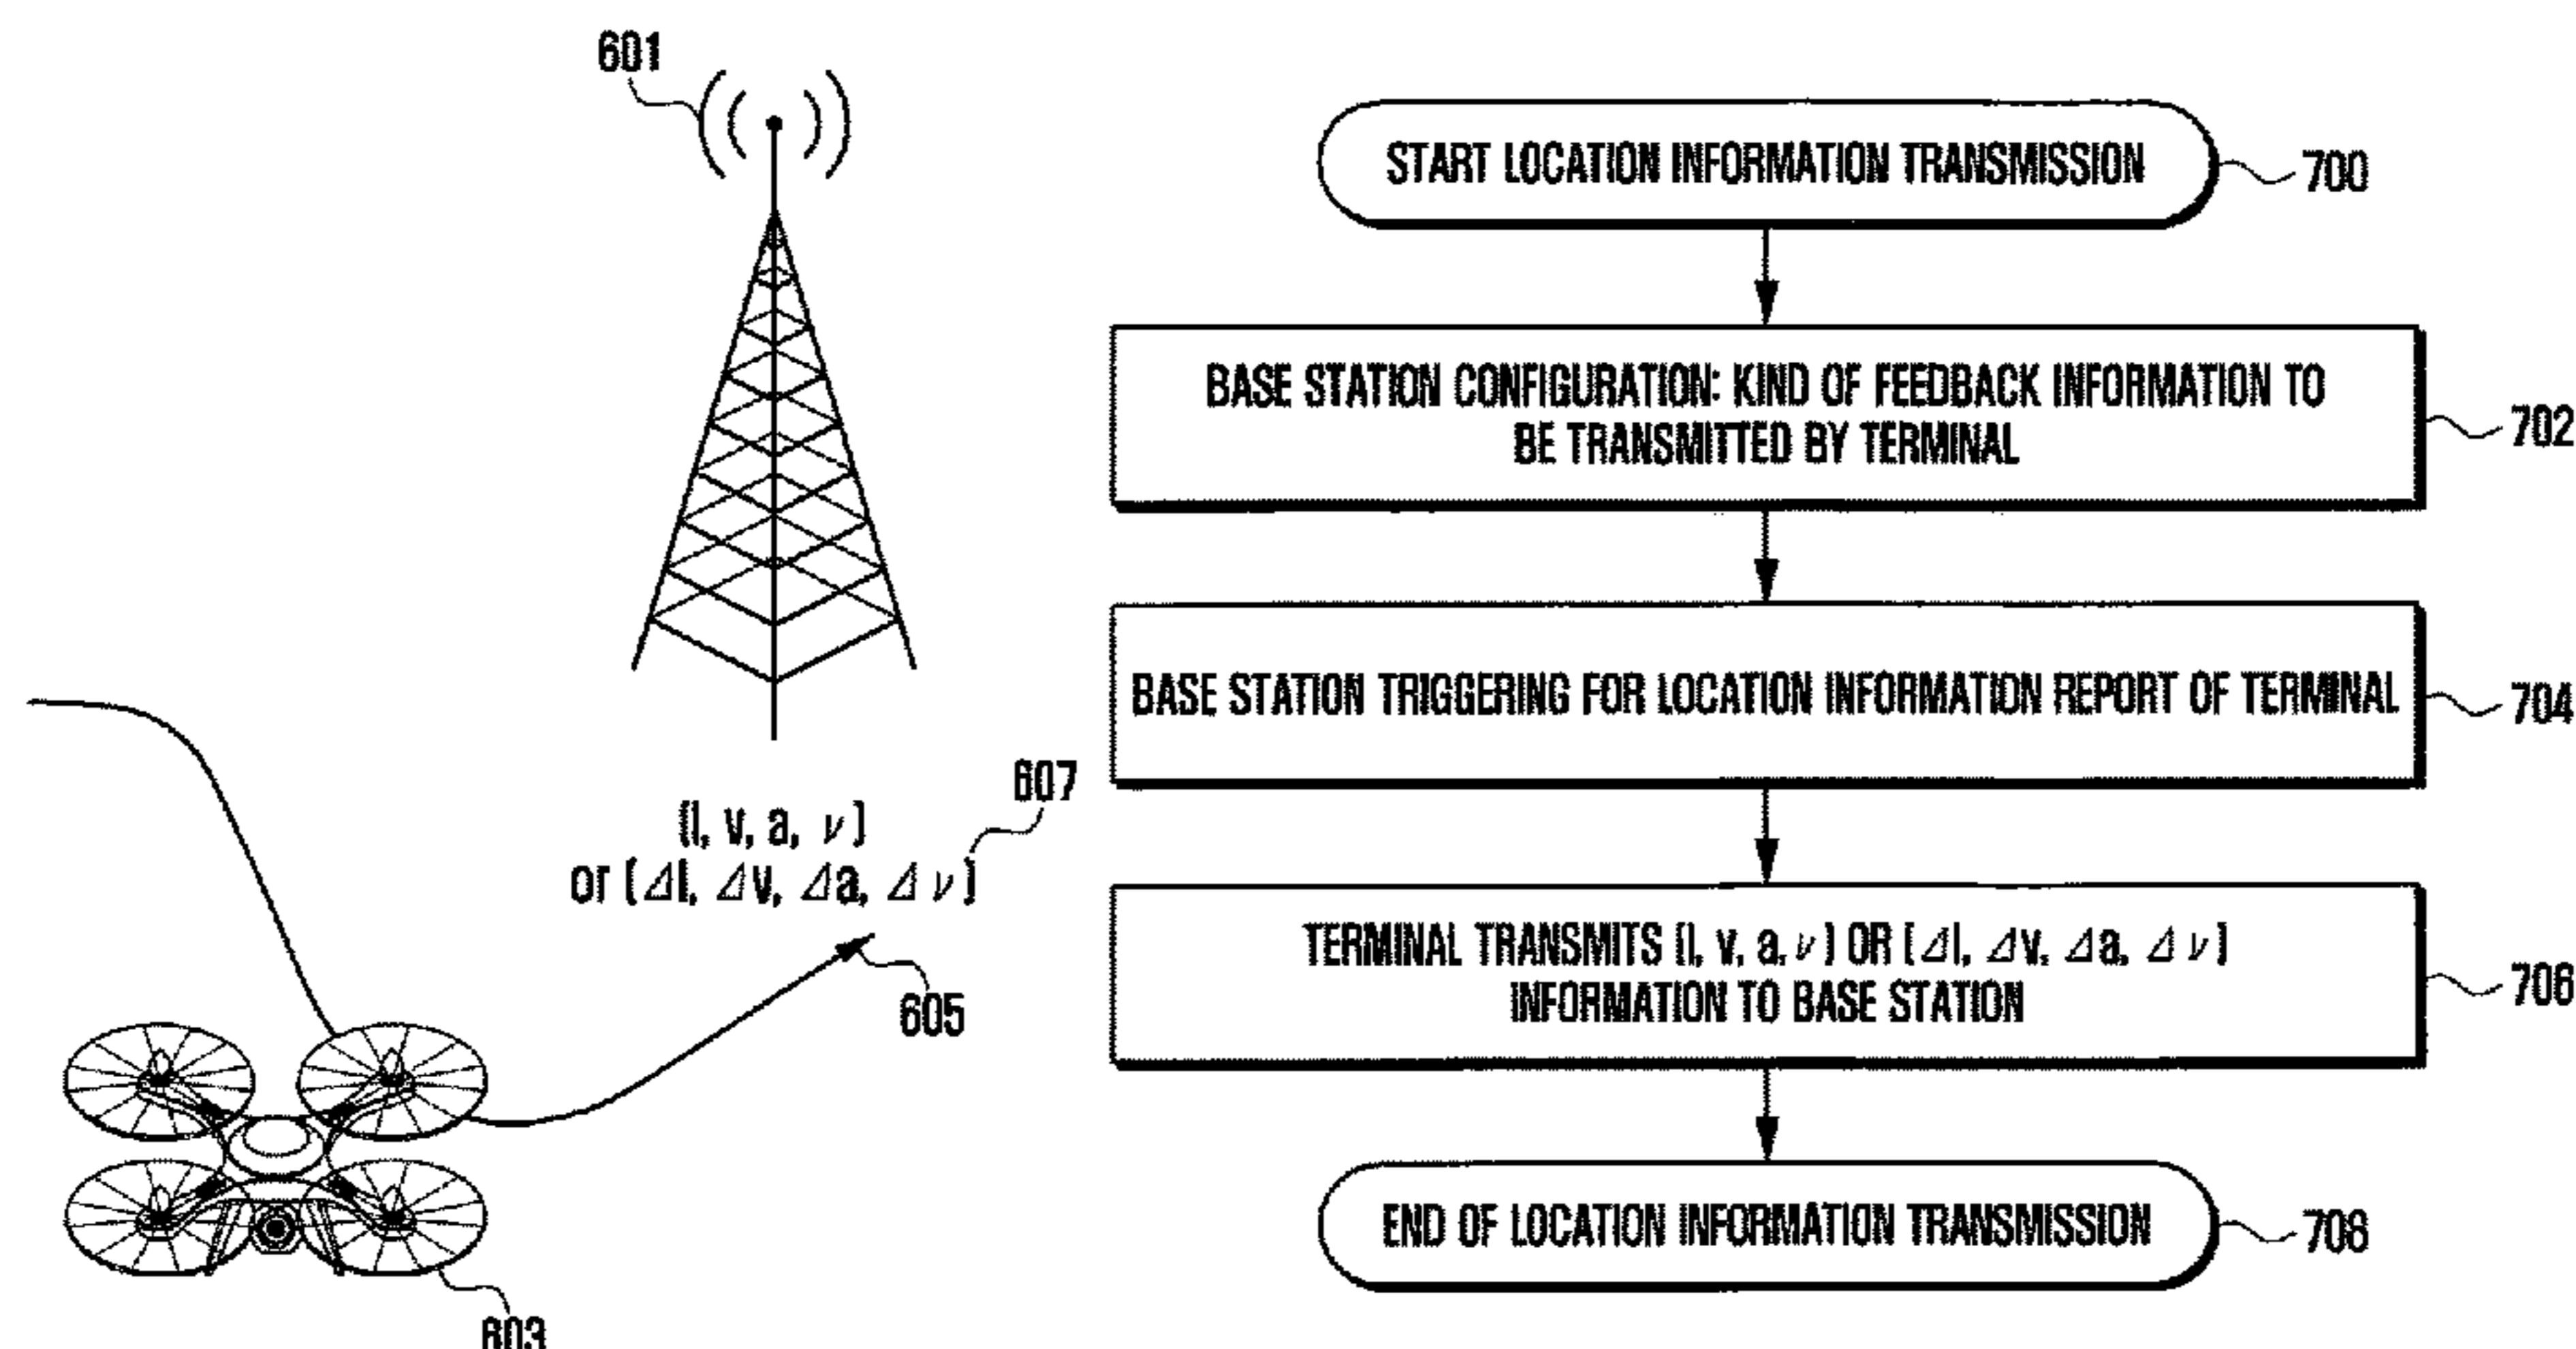 601
(l, v, a, ν)
or (Δl, Δv, Δa, Δν)
607
605
603
START LOCATION INFORMATION TRANSMISSION
700
BASE STATION CONFIGURATION: KIND OF FEEDBACK INFORMATION TO
BE TRANSMITTED BY TERMINAL
702
BASE STATION TRIGGERING FOR LOCATION INFORMATION REPORT OF TERMINAL
704
TERMINAL TRANSMITS (l, v, a, ν) OR (Δl, Δv, Δa, Δν)
INFORMATION TO BASE STATION
706
END OF LOCATION INFORMATION TRANSMISSION
708